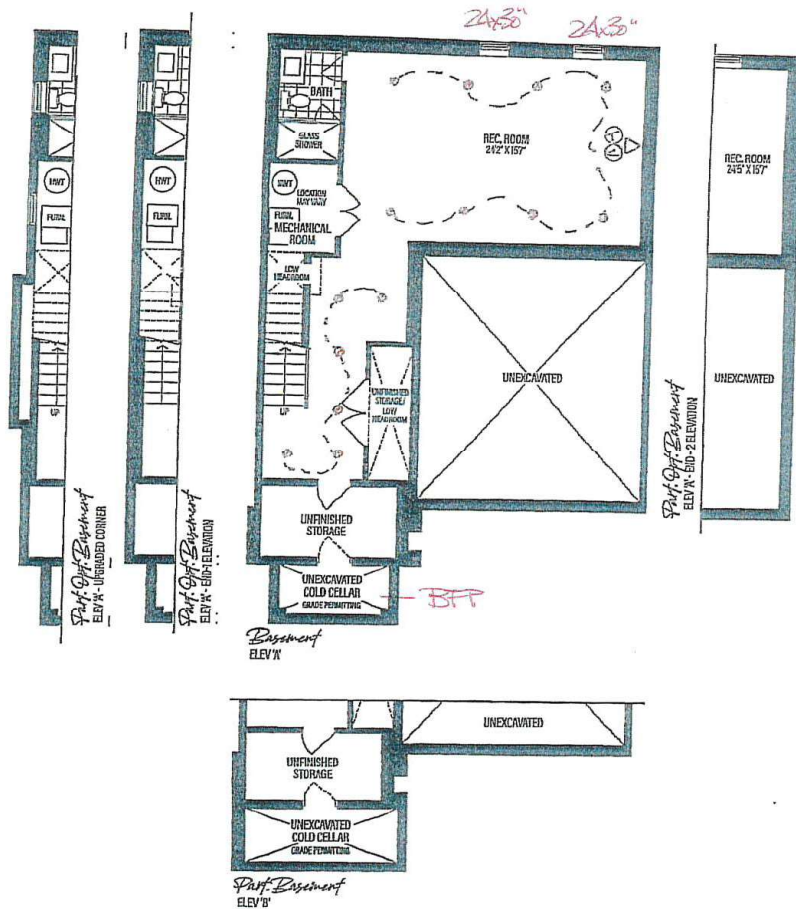 24x30"
24x30"
HWT
FURN.
UP
Part. Opt. Basement
ELEV 'A' - UPGRADED CORNER
HWT
FURN.
Part. Opt. Basement
ELEV 'A' - END-1 ELEVATION
BATH
GLASS
SHOWER
HWT
LOCATION
MAY VARY
FURN.
MECHANICAL
ROOM
LOW
HEADROOM
UP
REC. ROOM
24'2" X 15'7"
UNFINISHED
STORAGE/
LOW
HEADROOM
UNEXCAVATED
UNFINISHED
STORAGE
UNEXCAVATED
COLD CELLAR
GRADE PERMITTING
BFP
Basement
ELEV 'A'
REC. ROOM
24'5" X 15'7"
UNEXCAVATED
Part. Opt. Basement
ELEV 'A' - END-2 ELEVATION
UNEXCAVATED
UNFINISHED
STORAGE
UNEXCAVATED
COLD CELLAR
GRADE PERMITTING
Part. Basement
ELEV 'B'